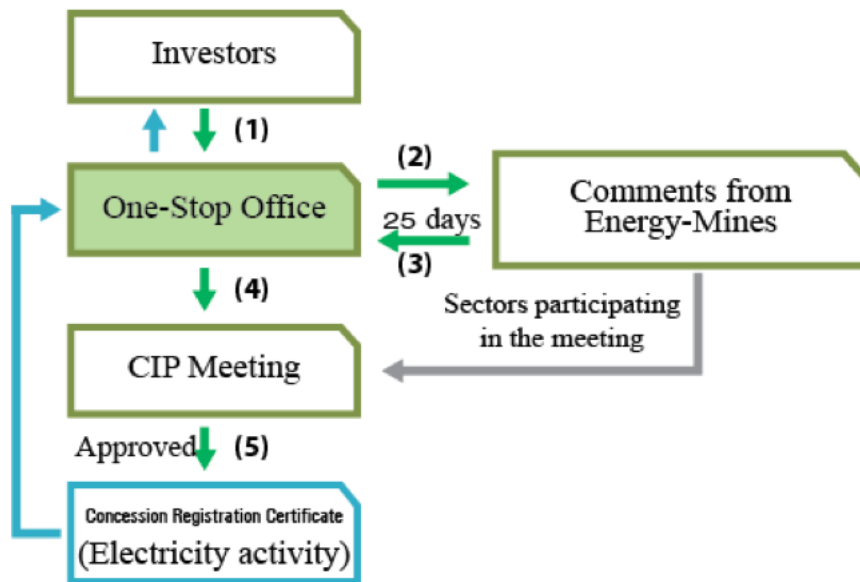 Investors
(1)
(2)
One-Stop Office
25 days
(3)
Comments from
Energy-Mines
(4)
Sectors participating
in the meeting
CIP Meeting
Approved
(5)
Concession Registration Certificate
(Electricity activity)